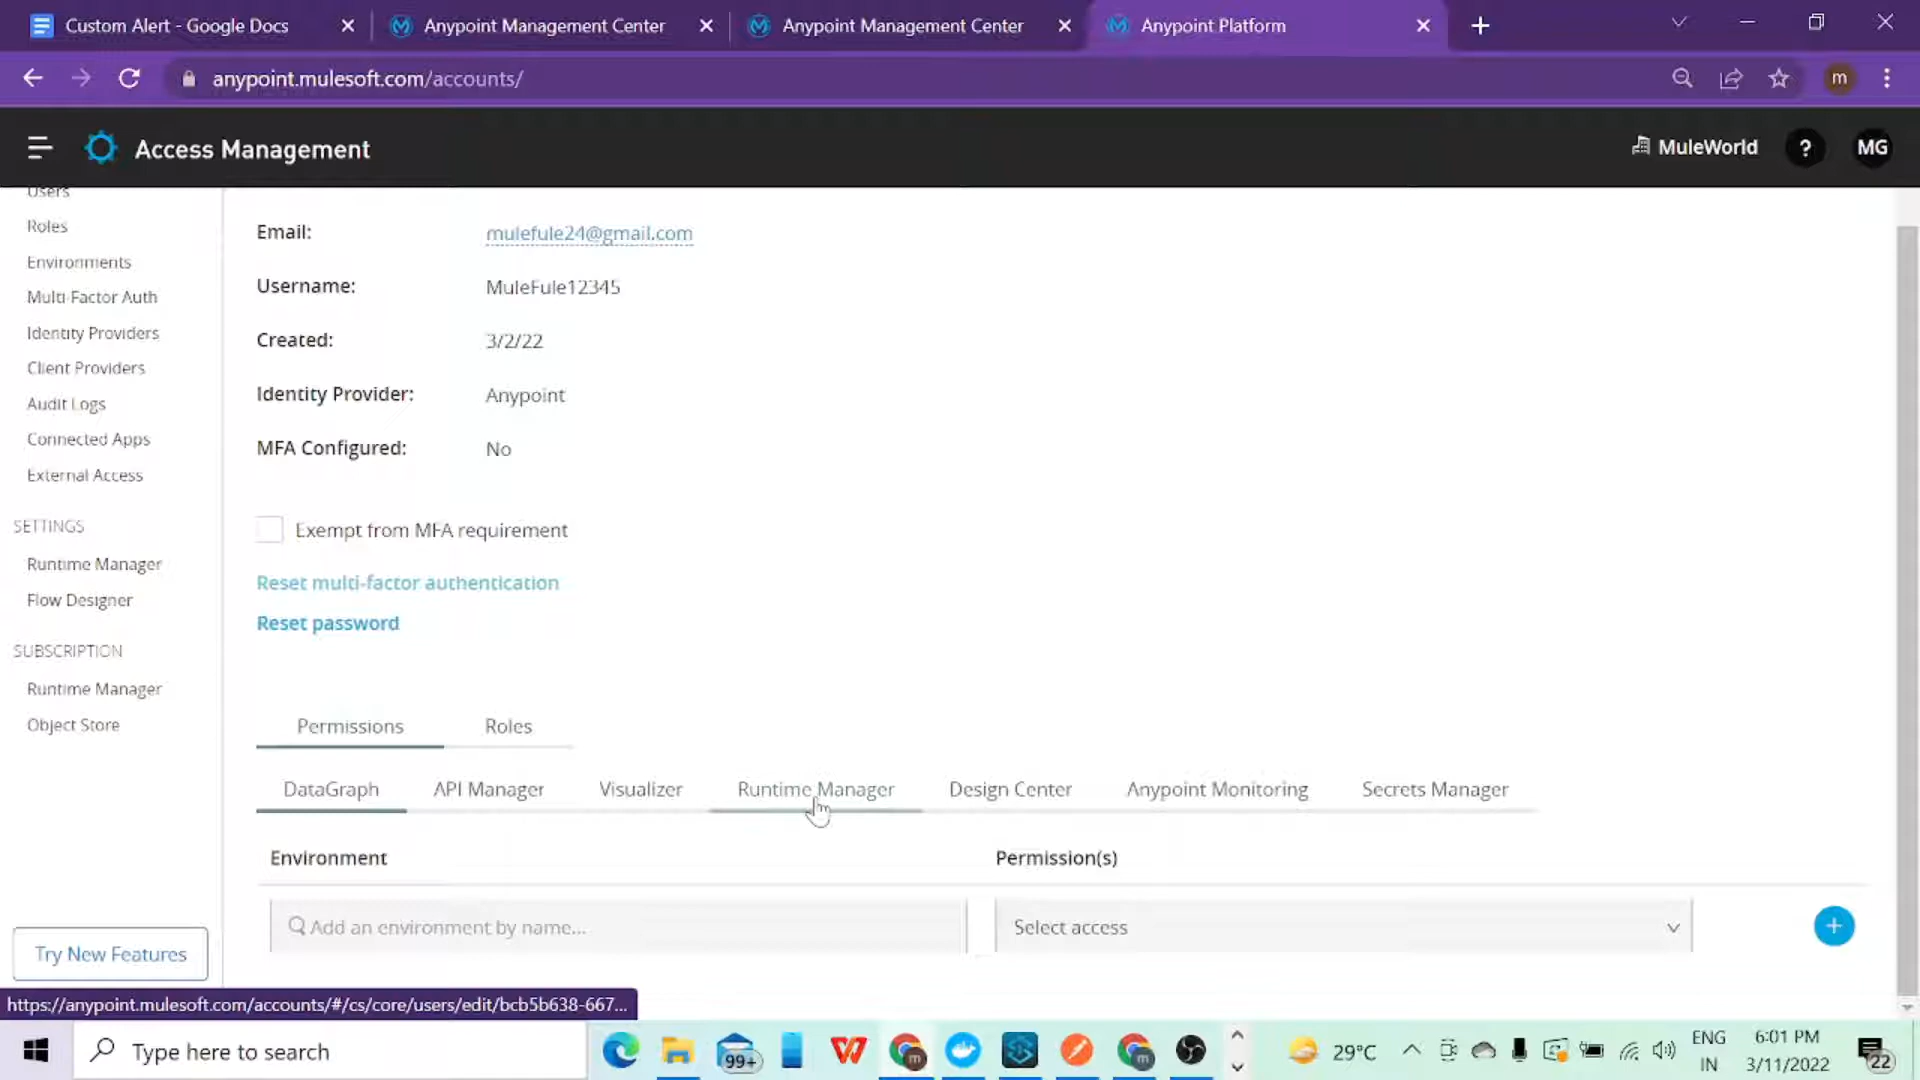 Custom Alert - Google Docs
Anypoint Management Center
Anypoint Management Center
Anypoint Platform
anypoint.mulesoft.com/accounts/
m
Access Management
MuleWorld
?
MG
Users
Roles
Environments
Multi-Factor Auth
Identity Providers
Client Providers
Audit Logs
Connected Apps
External Access
SETTINGS
Runtime Manager
Flow Designer
SUBSCRIPTION
Runtime Manager
Object Store
Try New Features
Email:
mulefule24@gmail.com
Username:
MuleFule12345
Created:
3/2/22
Identity Provider:
Anypoint
MFA Configured:
No
Exempt from MFA requirement
Reset multi-factor authentication
Reset password
Permissions
Roles
DataGraph
API Manager
Visualizer
Runtime Manager
Design Center
Anypoint Monitoring
Secrets Manager
Environment
Permission(s)
Add an environment by name...
Select access
https://anypoint.mulesoft.com/accounts/#/cs/core/users/edit/bcb5b638-667...
Type here to search
99+
m
m
29°C
ENG
IN
6:01 PM
3/11/2022
22